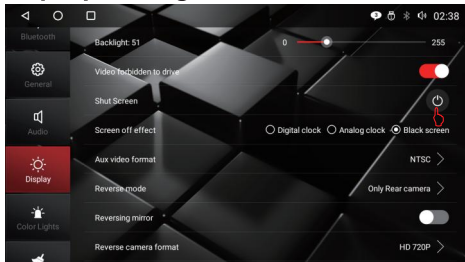 02:38
Bluetooth
General
Audio
Display
Color Lights
Backlight: 51
0
255
Video forbidden to drive
Shut Screen
Screen off effect
Digital clock
Analog clock
Black screen
Aux video format
NTSC
Reverse mode
Only Rear camera
Reversing mirror
Reverse camera format
HD 720P